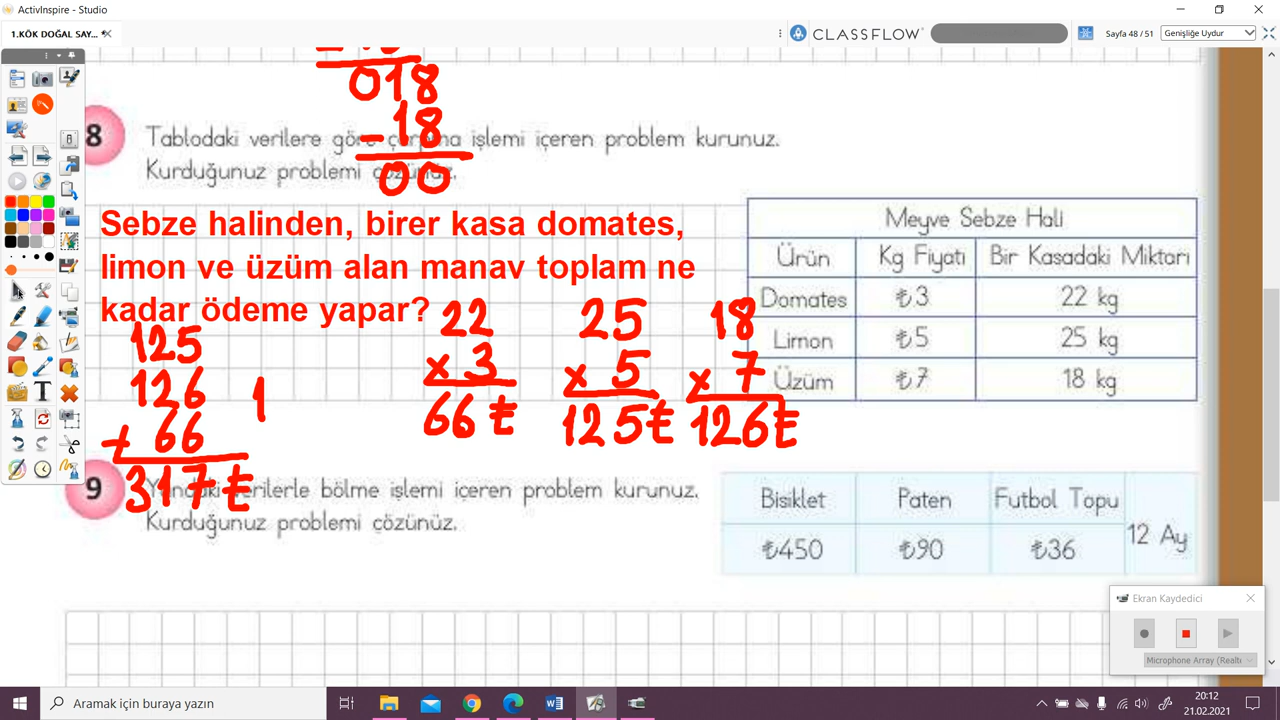 ActivInspire - Studio
1.KÖK DOĞAL SAY...
CLASSFLOW
Sayfa 48 / 51
Genişliğe Uydur
018
- 18
00
8
Tablodaki verilere göre çarpma işlemi içeren problem kurunuz.
Kurduğunuz problemi çözünüz.
Sebze halinden, birer kasa domates,
limon ve üzüm alan manav toplam ne
kadar ödeme yapar?
125
126 1
+ 66
317₺
22
x 3
66 ₺
25
x 5
125₺
18
x 7
126₺
Meyve Sebze Hali
Ürün Kg Fiyatı Bir Kasadaki Miktarı
Domates ₺3 22 kg
Limon ₺5 25 kg
Üzüm ₺7 18 kg
9
Yandaki verilerle bölme işlemi içeren problem kurunuz.
Kurduğunuz problemi çözünüz.
Bisiklet Paten Futbol Topu 12 Ay
₺450 ₺90 ₺36
Ekran Kaydedici
Microphone Array (Realte
Aramak için buraya yazın
20:12
21.02.2021